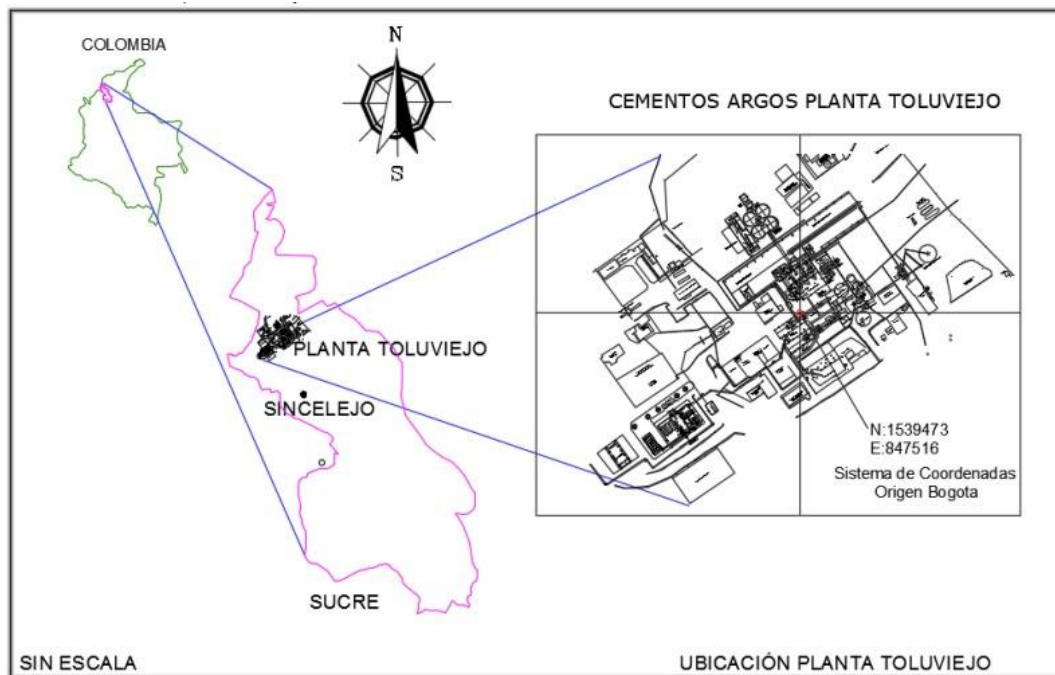 COLOMBIA
N
S
CEMENTOS ARGOS PLANTA TOLUVIEJO
PLANTA TOLUVIEJO
SINCELEJO
N:1539473
E:847516
Sistema de Coordenadas
Origen Bogota
SUCRE
SIN ESCALA
UBICACIÓN PLANTA TOLUVIEJO